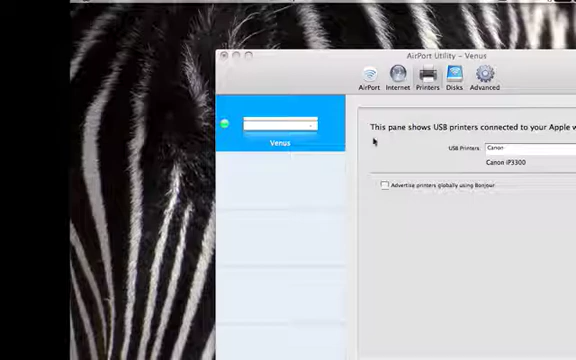 AirPort Utility – Venus
AirPort Internet Printers Disks Advanced
Venus
This pane shows USB printers connected to your Apple w
USB Printers: Canon
Canon iP3300
Advertise printers globally using Bonjour